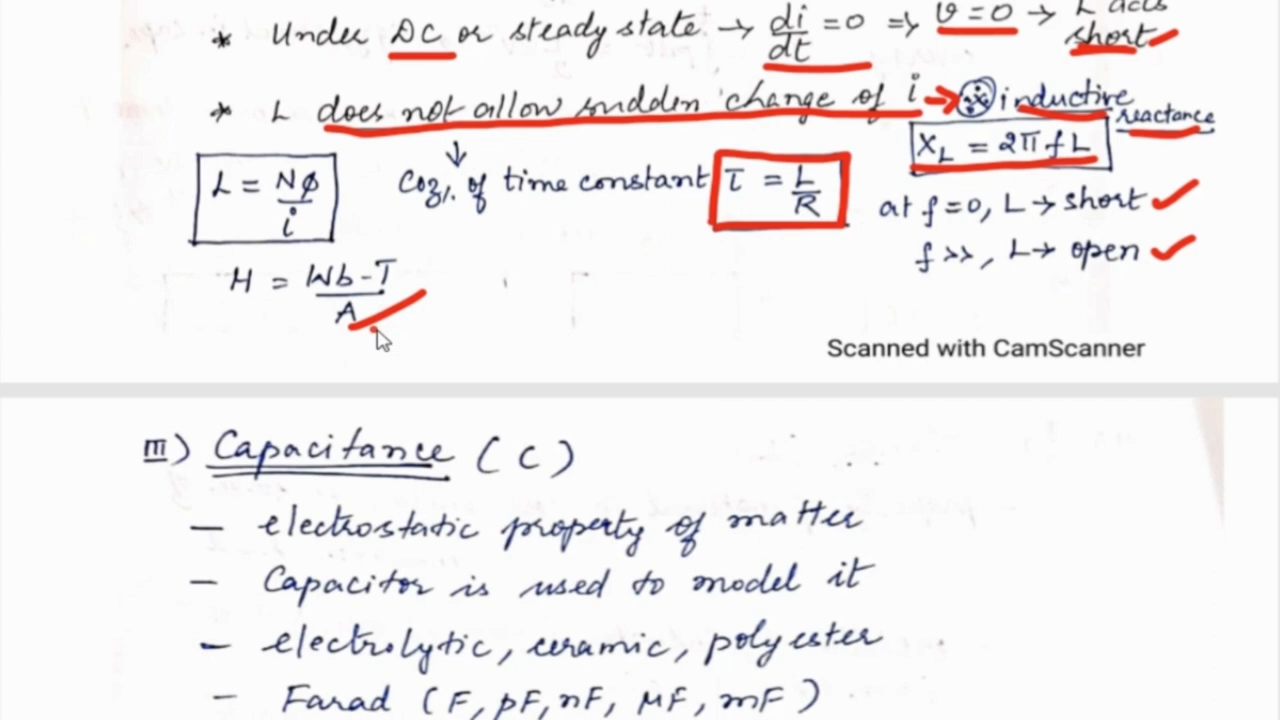 * Under DC or steady state → di/dt = 0 ⇒ v = 0 → L acts short
* L does not allow sudden change of i → inductive reactance
X_L = 2πfL
L = Nφ/i
Coz, of time constant τ = L/R
at f=0, L → short
f >>, L → open
H = Wb-T/A
Scanned with CamScanner
III) Capacitance (C)
— electrostatic property of matter
— Capacitor is used to model it
— electrolytic, ceramic, polyester
— Farad (F, pF, nF, μF, mF)